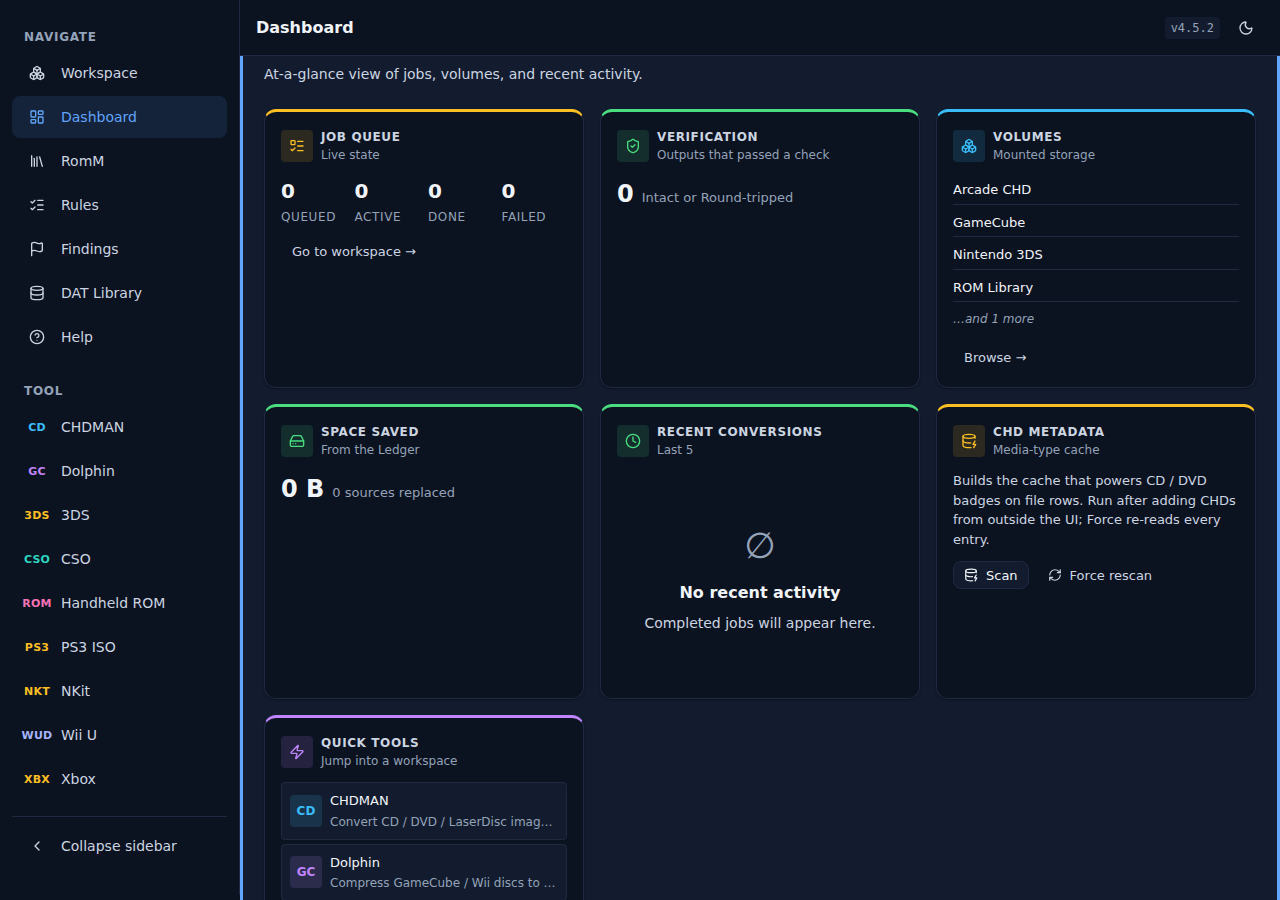 NAVIGATE
Workspace
Dashboard
RomM
Rules
Findings
DAT Library
Help
TOOL
CD CHDMAN
GC Dolphin
3DS 3DS
CSO CSO
ROM Handheld ROM
PS3 PS3 ISO
NKT NKit
WUD Wii U
XBX Xbox
Collapse sidebar
Dashboard
v4.5.2
At-a-glance view of jobs, volumes, and recent activity.
JOB QUEUE
Live state
0 0 0 0
QUEUED ACTIVE DONE FAILED
Go to workspace →
VERIFICATION
Outputs that passed a check
0 Intact or Round-tripped
VOLUMES
Mounted storage
Arcade CHD
GameCube
Nintendo 3DS
ROM Library
…and 1 more
Browse →
SPACE SAVED
From the Ledger
0 B 0 sources replaced
RECENT CONVERSIONS
Last 5
∅
No recent activity
Completed jobs will appear here.
CHD METADATA
Media-type cache
Builds the cache that powers CD / DVD
badges on file rows. Run after adding CHDs
from outside the UI; Force re-reads every
entry.
Scan Force rescan
QUICK TOOLS
Jump into a workspace
CD CHDMAN
Convert CD / DVD / LaserDisc imag…
GC Dolphin
Compress GameCube / Wii discs to …